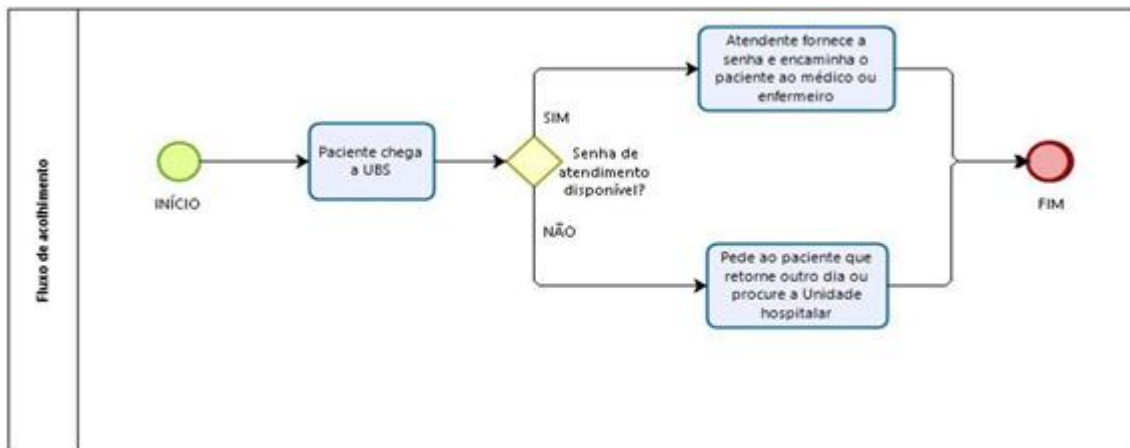 Fluxo de acolhimento
INÍCIO
Paciente chega
a UBS
SIM
Senha de
atendimento
disponível?
NÃO
Atendente fornece a
senha e encaminha o
paciente ao médico ou
enfermeiro
Pede ao paciente que
retorne outro dia ou
procure a Unidade
hospitalar
FIM